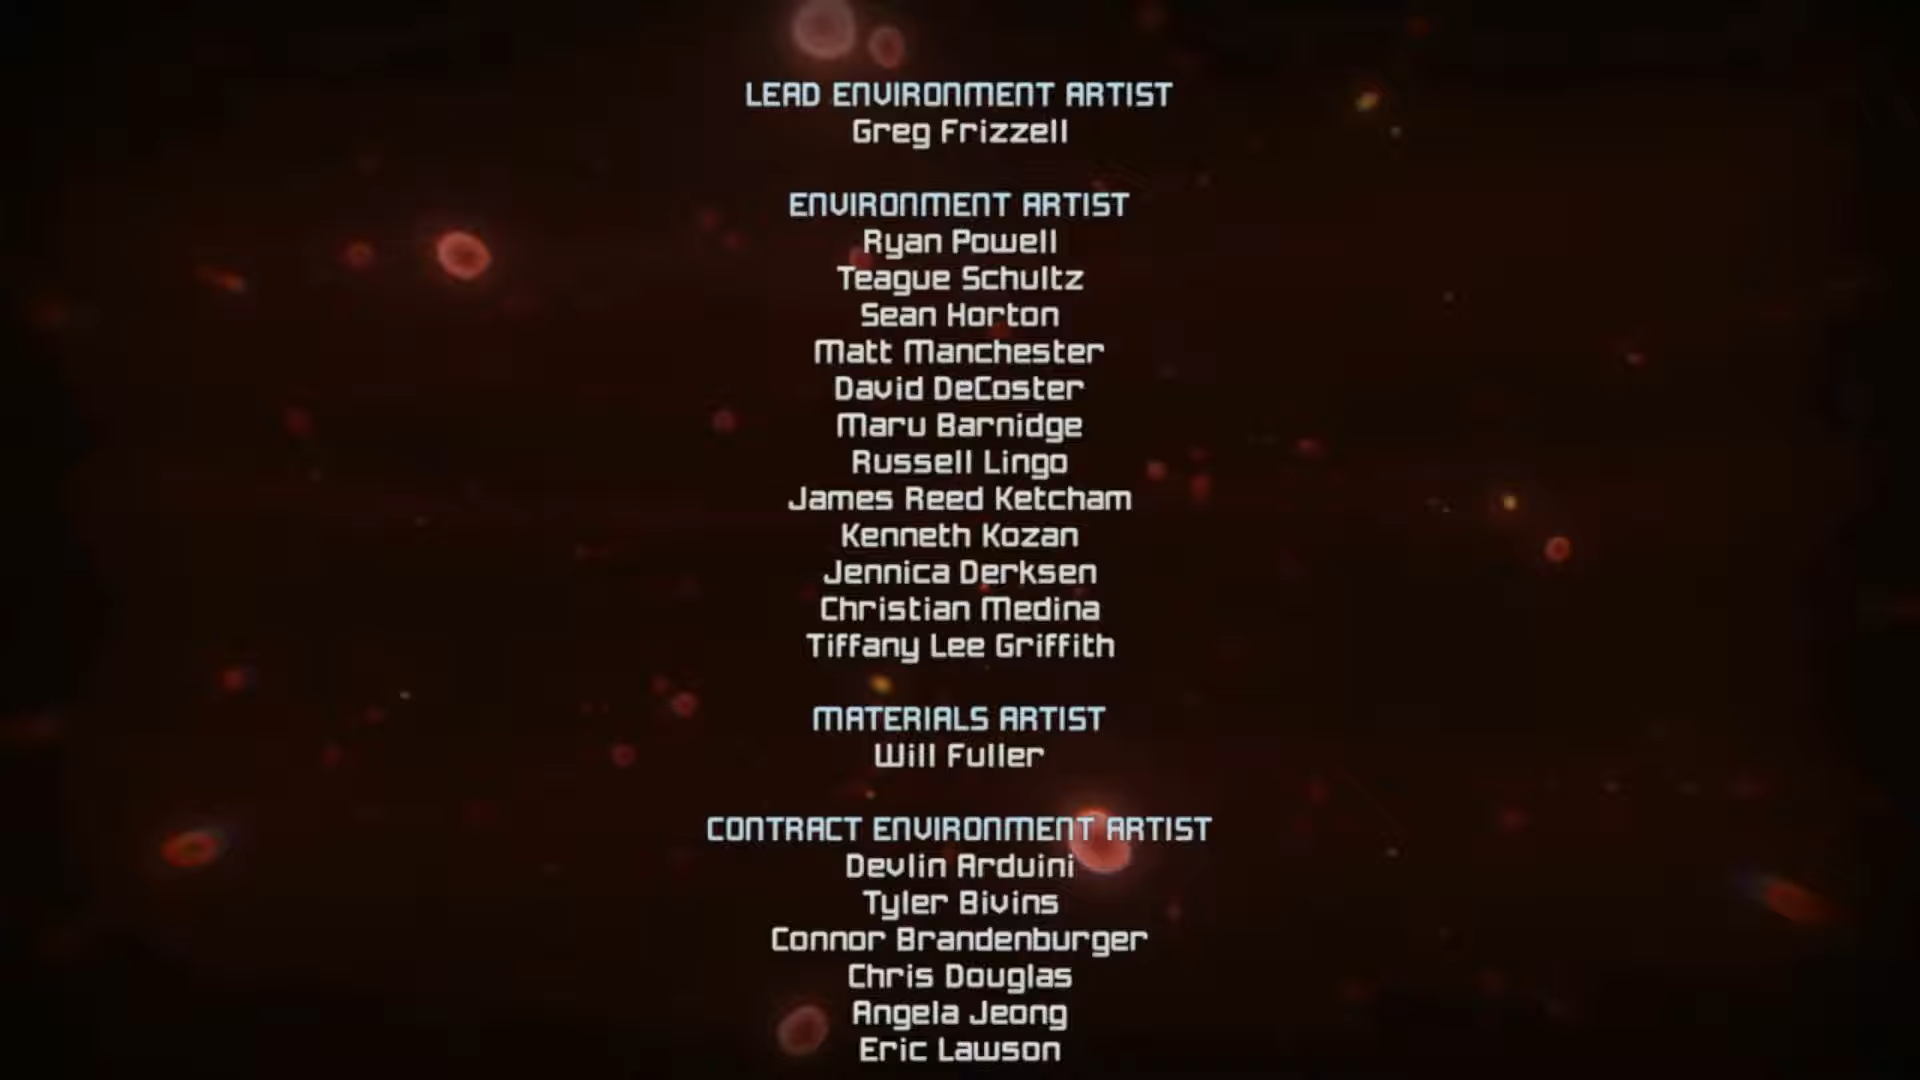 LEAD ENVIRONMENT ARTIST
Greg Frizzell
ENVIRONMENT ARTIST
Ryan Powell
Teague Schultz
Sean Horton
Matt Manchester
David DeCoster
Maru Barnidge
Russell Lingo
James Reed Ketcham
Kenneth Kozan
Jennica Derksen
Christian Medina
Tiffany Lee Griffith
MATERIALS ARTIST
Will Fuller
CONTRACT ENVIRONMENT ARTIST
Devlin Arduini
Tyler Bivins
Connor Brandenburger
Chris Douglas
Angela Jeong
Eric Lawson